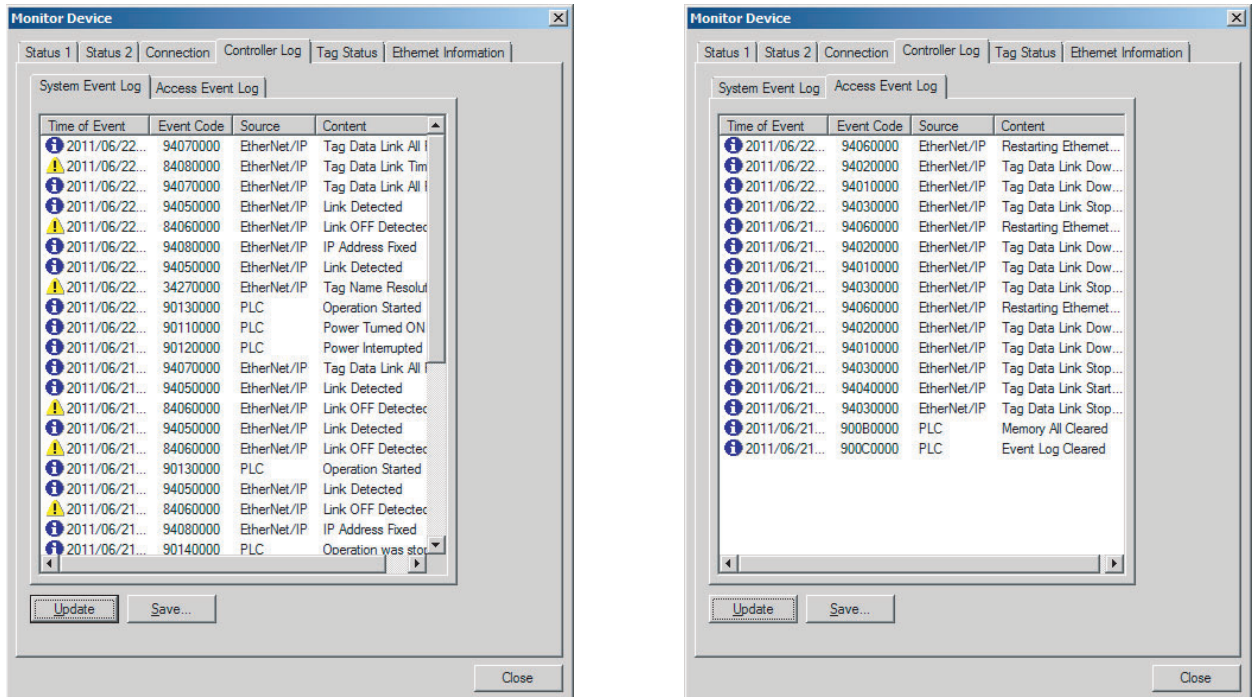 Monitor Device
Status 1 Status 2 Connection Controller Log Tag Status Ethernet Information
System Event Log Access Event Log
Time of Event Event Code Source Content
2011/06/22... 94070000 EtherNet/IP Tag Data Link All
2011/06/22... 84080000 EtherNet/IP Tag Data Link Tim
2011/06/22... 94070000 EtherNet/IP Tag Data Link All
2011/06/22... 94050000 EtherNet/IP Link Detected
2011/06/22... 84060000 EtherNet/IP Link OFF Detected
2011/06/22... 94080000 EtherNet/IP IP Address Fixed
2011/06/22... 94050000 EtherNet/IP Link Detected
2011/06/22... 34270000 EtherNet/IP Tag Name Resolut
2011/06/22... 90130000 PLC Operation Started
2011/06/22... 90110000 PLC Power Turned ON
2011/06/21... 90120000 PLC Power Interrupted
2011/06/21... 94070000 EtherNet/IP Tag Data Link All
2011/06/21... 94050000 EtherNet/IP Link Detected
2011/06/21... 84060000 EtherNet/IP Link OFF Detected
2011/06/21... 94050000 EtherNet/IP Link Detected
2011/06/21... 84060000 EtherNet/IP Link OFF Detected
2011/06/21... 90130000 PLC Operation Started
2011/06/21... 94050000 EtherNet/IP Link Detected
2011/06/21... 84060000 EtherNet/IP Link OFF Detected
2011/06/21... 94080000 EtherNet/IP IP Address Fixed
2011/06/21... 90140000 PLC Operation was stop
Update Save...
Close
Monitor Device
Status 1 Status 2 Connection Controller Log Tag Status Ethernet Information
System Event Log Access Event Log
Time of Event Event Code Source Content
2011/06/22... 94060000 EtherNet/IP Restarting Ethernet...
2011/06/22... 94020000 EtherNet/IP Tag Data Link Dow...
2011/06/22... 94010000 EtherNet/IP Tag Data Link Dow...
2011/06/22... 94030000 EtherNet/IP Tag Data Link Stop...
2011/06/21... 94060000 EtherNet/IP Restarting Ethernet...
2011/06/21... 94020000 EtherNet/IP Tag Data Link Dow...
2011/06/21... 94010000 EtherNet/IP Tag Data Link Dow...
2011/06/21... 94030000 EtherNet/IP Tag Data Link Stop...
2011/06/21... 94060000 EtherNet/IP Restarting Ethernet...
2011/06/21... 94020000 EtherNet/IP Tag Data Link Dow...
2011/06/21... 94010000 EtherNet/IP Tag Data Link Dow...
2011/06/21... 94030000 EtherNet/IP Tag Data Link Stop...
2011/06/21... 94040000 EtherNet/IP Tag Data Link Start...
2011/06/21... 94030000 EtherNet/IP Tag Data Link Stop...
2011/06/21... 900B0000 PLC Memory All Cleared
2011/06/21... 900C0000 PLC Event Log Cleared
Update Save...
Close